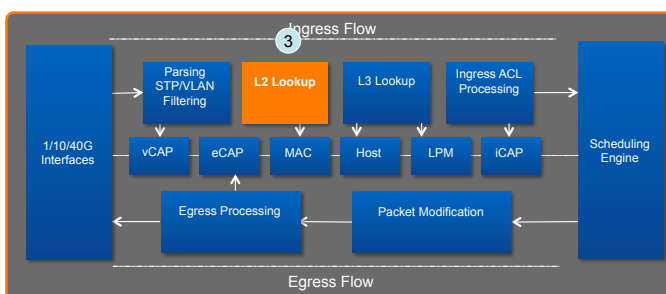 Ingress Flow
3
Parsing
STP/VLAN
Filtering
L2 Lookup
L3 Lookup
Ingress ACL
Processing
1/10/40G
Interfaces
vCAP
eCAP
MAC
Host
LPM
iCAP
Scheduling
Engine
Egress Processing
Packet Modification
Egress Flow